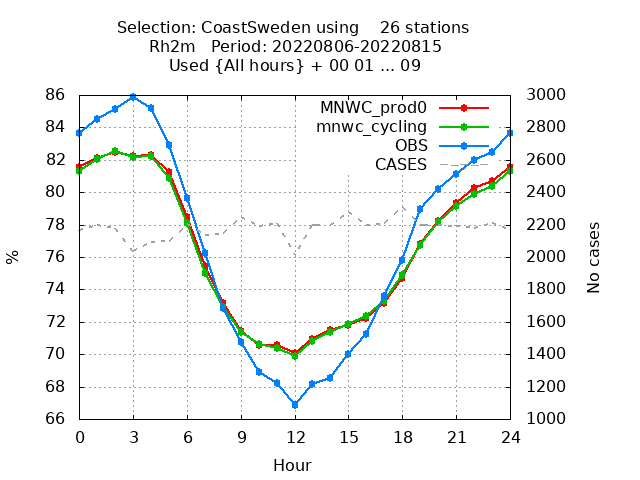 Selection: CoastSweden using    26 stations
Rh2m   Period: 20220806-20220815
Used {All hours} + 00 01 ... 09
MNWC_prod0
mnwc_cycling
OBS
CASES
86
84
82
80
78
76
74
72
70
68
66
%
3000
2800
2600
2400
2200
2000
1800
1600
1400
1200
1000
No cases
0 3 6 9 12 15 18 21 24
Hour